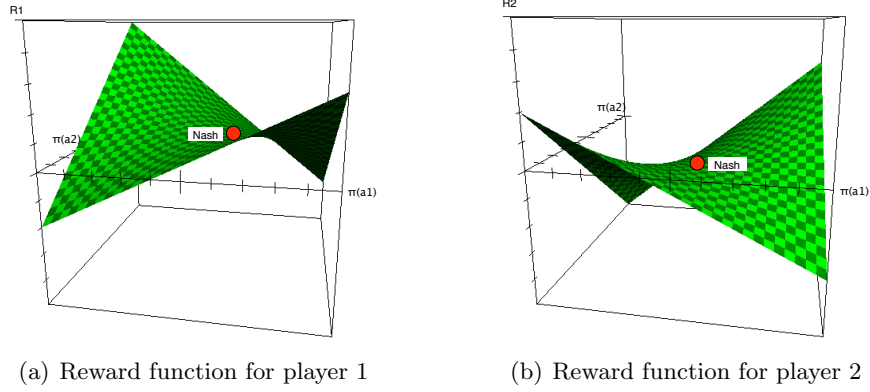 R1
π(a2)
Nash
π(a1)
R2
π(a2)
Nash
π(a1)
(a) Reward function for player 1
(b) Reward function for player 2